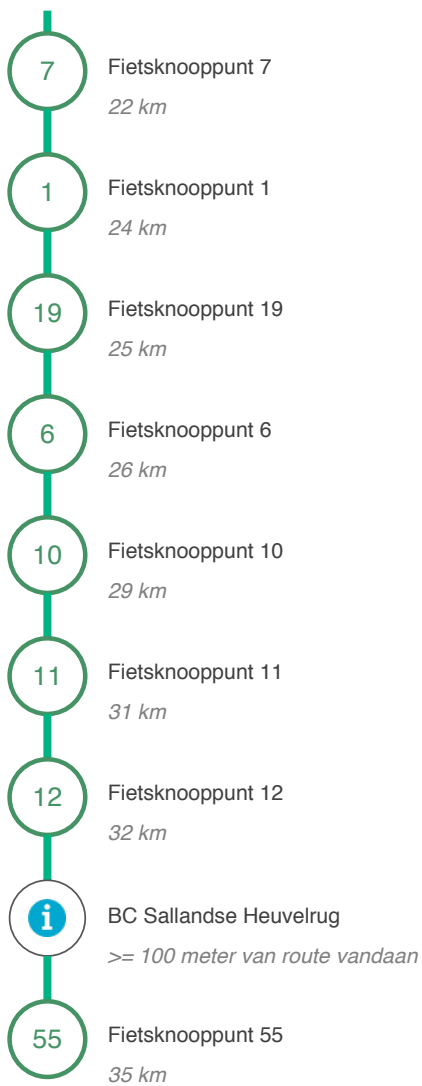 7
Fietsknooppunt 7
22 km
1
Fietsknooppunt 1
24 km
19
Fietsknooppunt 19
25 km
6
Fietsknooppunt 6
26 km
10
Fietsknooppunt 10
29 km
11
Fietsknooppunt 11
31 km
12
Fietsknooppunt 12
32 km
i
BC Sallandse Heuvelrug
>= 100 meter van route vandaan
55
Fietsknooppunt 55
35 km